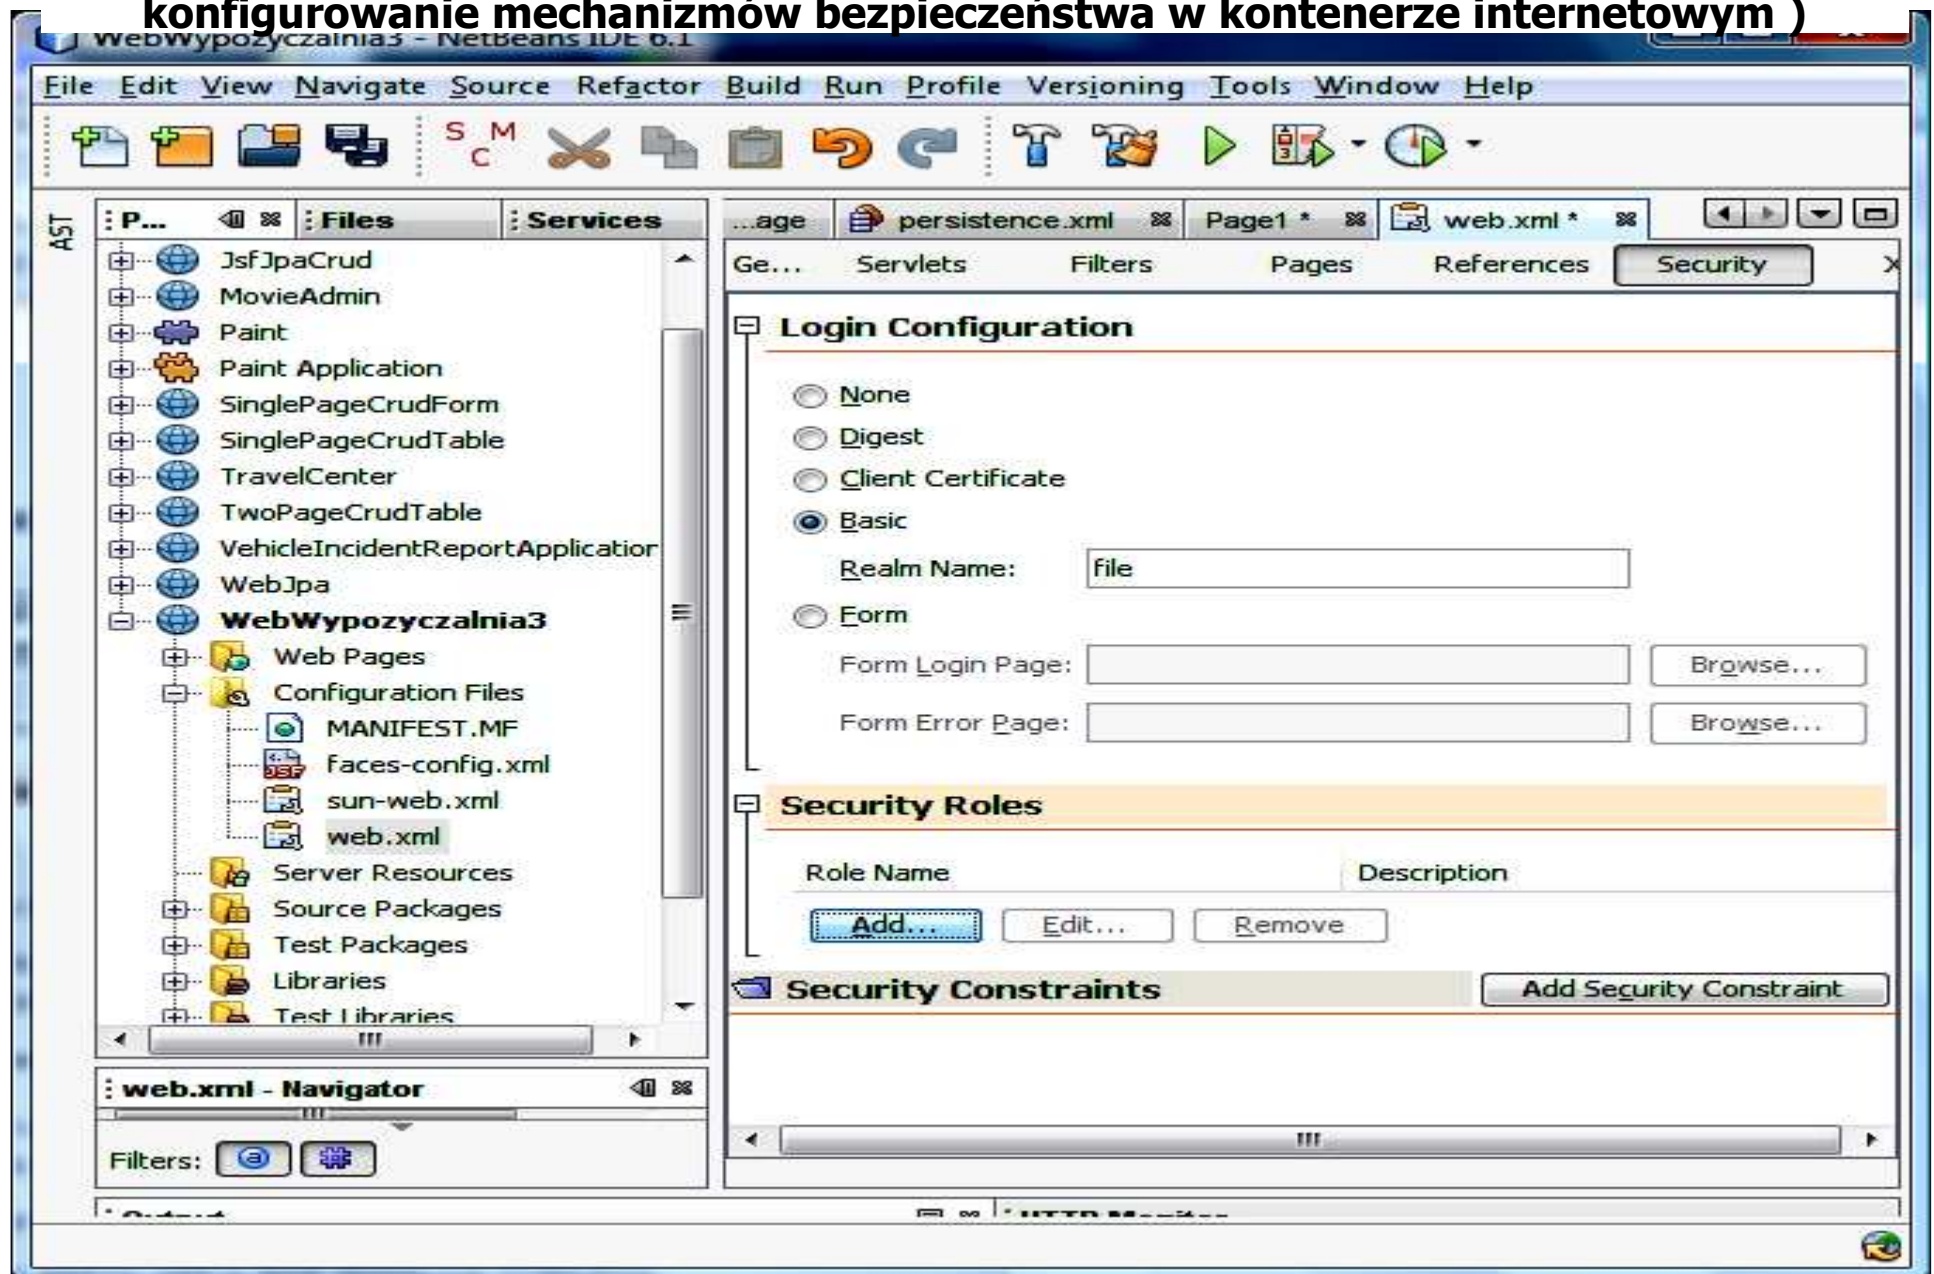 konfigurowanie mechanizmów bezpieczeństwa w kontenerze internetowym )
WebWypozyczalnia3 - NetBeans IDE 6.1
File Edit View Navigate Source Refactor Build Run Profile Versioning Tools Window Help
S C M
AST
P... Files Services
JsfJpaCrud
MovieAdmin
Paint
Paint Application
SinglePageCrudForm
SinglePageCrudTable
TravelCenter
TwoPageCrudTable
VehicleIncidentReportApplication
WebJpa
WebWypozyczalnia3
Web Pages
Configuration Files
MANIFEST.MF
faces-config.xml
sun-web.xml
web.xml
Server Resources
Source Packages
Test Packages
Libraries
Test Libraries
web.xml - Navigator
Filters:
...age persistence.xml Page1 * web.xml *
Ge... Servlets Filters Pages References Security
Login Configuration
None
Digest
Client Certificate
Basic
Realm Name: file
Form
Form Login Page: Browse...
Form Error Page: Browse...
Security Roles
Role Name Description
Add... Edit... Remove
Security Constraints Add Security Constraint
Output HTTP Monitor